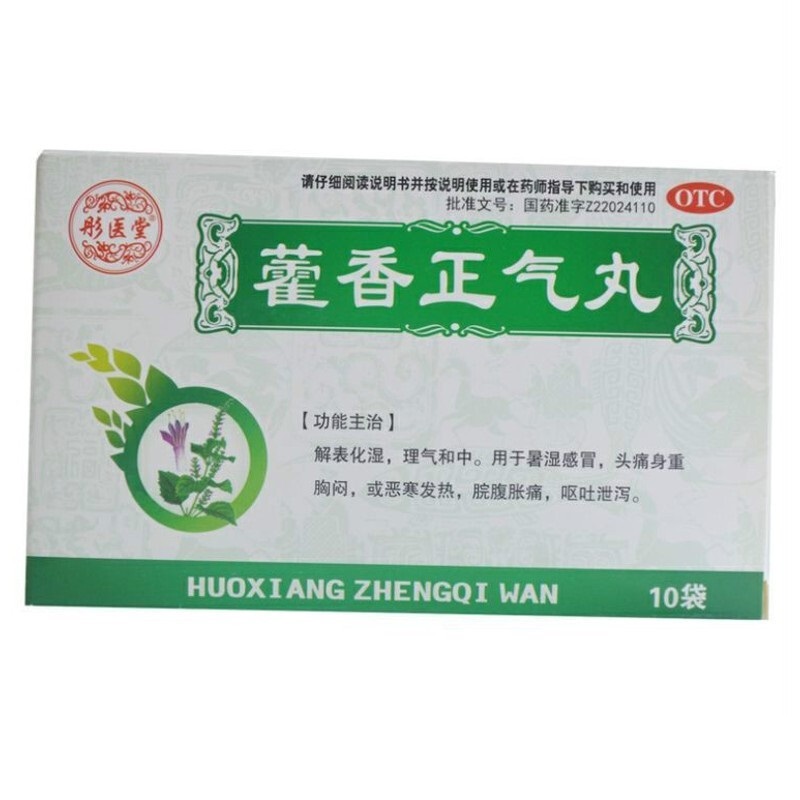 请仔细阅读说明书并按说明使用或在药师指导下购买和使用
批准文号：国药准字Z22024110
OTC
彤医堂®
藿香正气丸
【功能主治】
解表化湿，理气和中。用于暑湿感冒，头痛身重
胸闷，或恶寒发热，脘腹胀痛，呕吐泄泻。
HUOXIANG ZHENGQI WAN
10袋